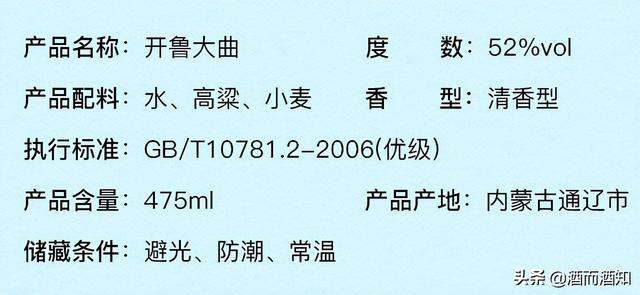 产品名称：开鲁大曲 度 数：52%vol
产品配料：水、高粱、小麦 香 型：清香型
执行标准：GB/T10781.2-2006(优级)
产品含量：475ml 产品产地：内蒙古通辽市
储藏条件：避光、防潮、常温
头条 @酒而酒知